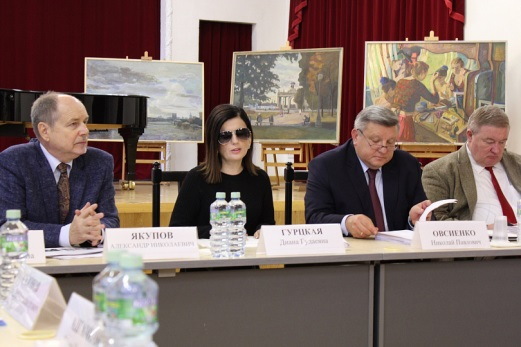 ЯКУПОВ
АЛЕКСАНДР НИКОЛАЕВИЧ
ГУРЦКАЯ
Диана Гудаевна
ОВСИЕНКО
Николай Павлович